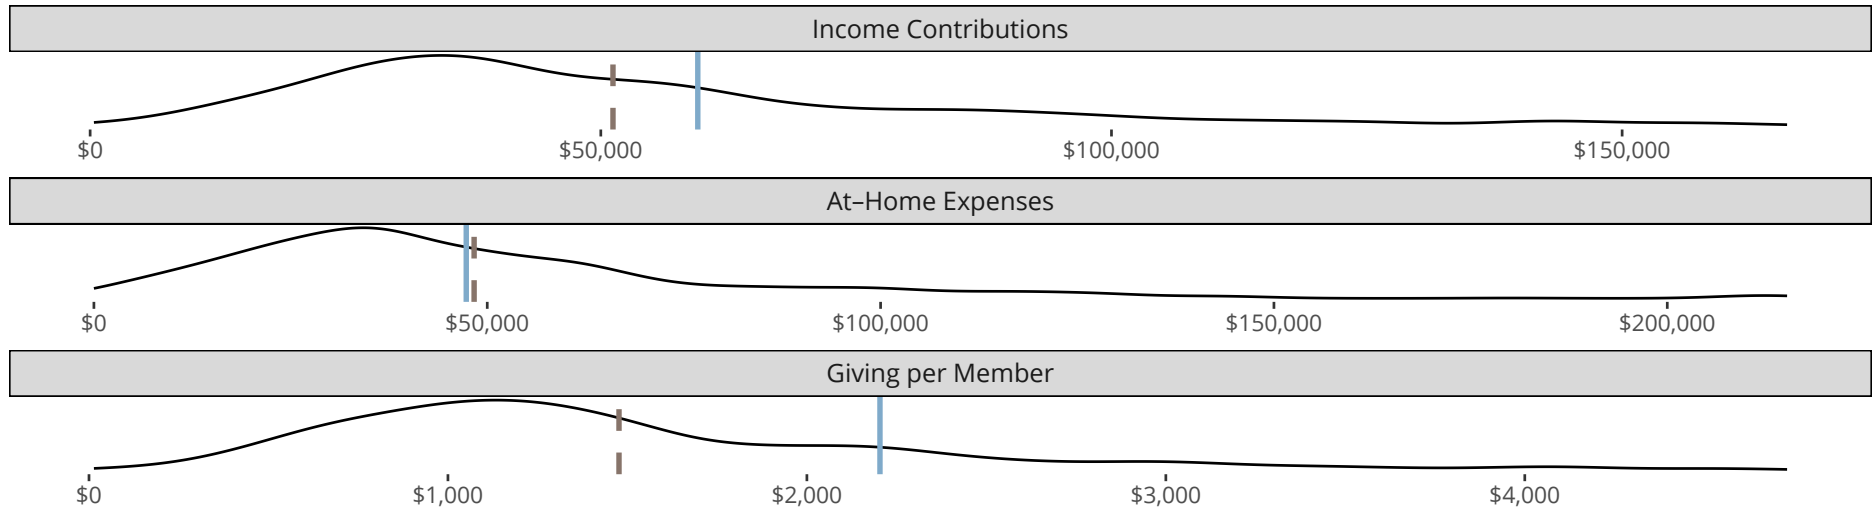 Income Contributions
$0 $50,000 $100,000 $150,000
At–Home Expenses
$0 $50,000 $100,000 $150,000 $200,000
Giving per Member
$0 $1,000 $2,000 $3,000 $4,000